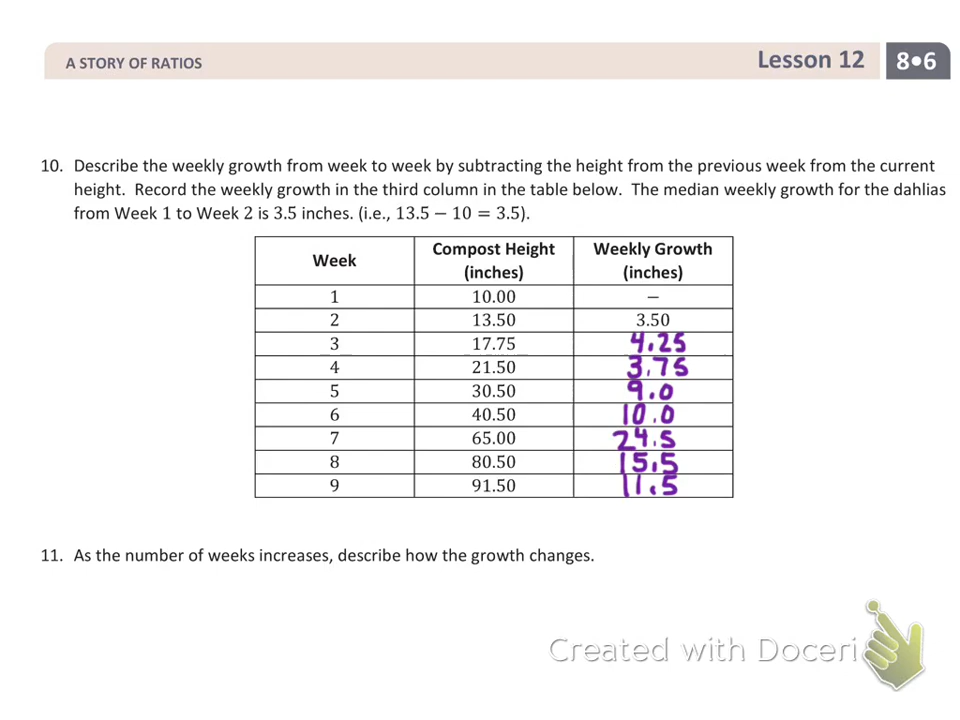 A STORY OF RATIOS
Lesson 12
8•6
10. Describe the weekly growth from week to week by subtracting the height from the previous week from the current
height. Record the weekly growth in the third column in the table below. The median weekly growth for the dahlias
from Week 1 to Week 2 is 3.5 inches. (i.e., 13.5 − 10 = 3.5).
Week | Compost Height (inches) | Weekly Growth (inches)
1 | 10.00 | —
2 | 13.50 | 3.50
3 | 17.75 | 4.25
4 | 21.50 | 3.75
5 | 30.50 | 9.0
6 | 40.50 | 10.0
7 | 65.00 | 24.5
8 | 80.50 | 15.5
9 | 91.50 | 11.5
11. As the number of weeks increases, describe how the growth changes.
Created with Doceri